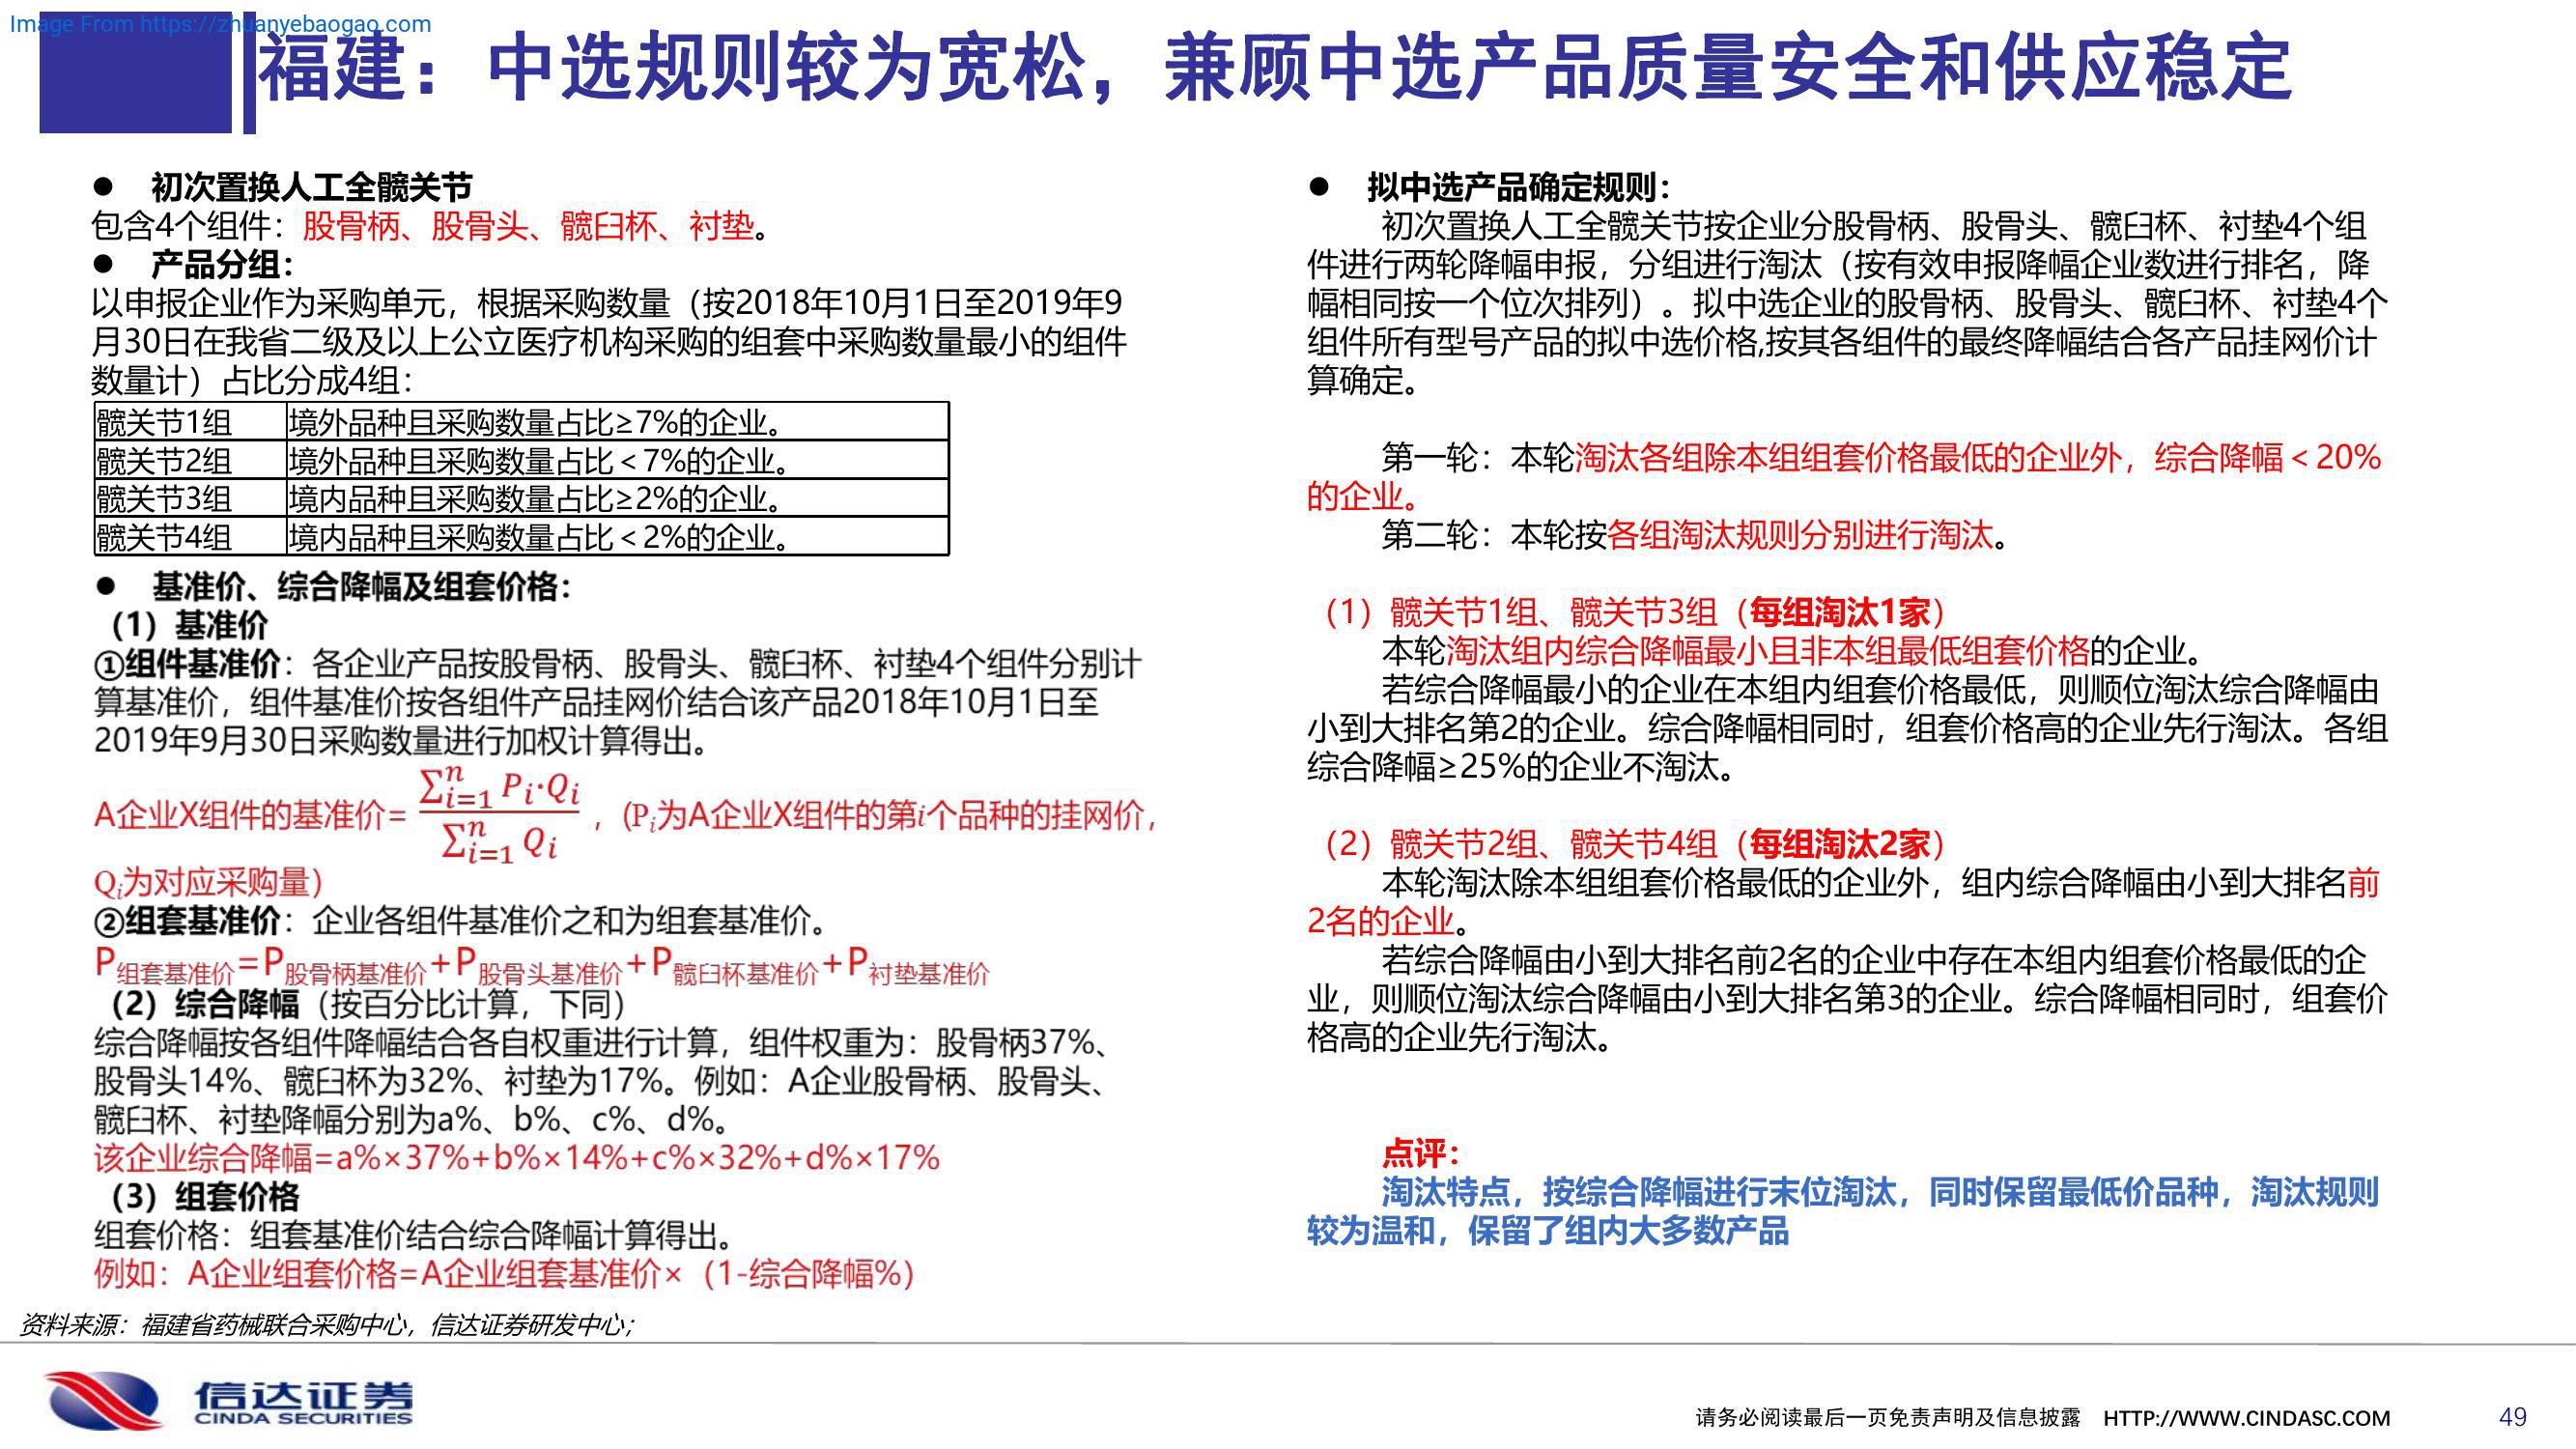 Image From https://zhuanyebaogao.com
福建：中选规则较为宽松，兼顾中选产品质量安全和供应稳定
● 初次置换人工全髋关节
包含4个组件：股骨柄、股骨头、髋臼杯、衬垫。
● 产品分组：
以申报企业作为采购单元，根据采购数量（按2018年10月1日至2019年9
月30日在我省二级及以上公立医疗机构采购的组套中采购数量最小的组件
数量计）占比分成4组：
髋关节1组 境外品种且采购数量占比≥7%的企业。
髋关节2组 境外品种且采购数量占比＜7%的企业。
髋关节3组 境内品种且采购数量占比≥2%的企业。
髋关节4组 境内品种且采购数量占比＜2%的企业。
● 基准价、综合降幅及组套价格：
（1）基准价
①组件基准价：各企业产品按股骨柄、股骨头、髋臼杯、衬垫4个组件分别计
算基准价，组件基准价按各组件产品挂网价结合该产品2018年10月1日至
2019年9月30日采购数量进行加权计算得出。
A企业X组件的基准价= ∑ⁿᵢ₌₁ Pᵢ·Qᵢ / ∑ⁿᵢ₌₁ Qᵢ ，(Pᵢ为A企业X组件的第i个品种的挂网价，
Qᵢ为对应采购量）
②组套基准价：企业各组件基准价之和为组套基准价。
P组套基准价=P股骨柄基准价+P股骨头基准价+P髋臼杯基准价+P衬垫基准价
（2）综合降幅（按百分比计算，下同）
综合降幅按各组件降幅结合各自权重进行计算，组件权重为：股骨柄37%、
股骨头14%、髋臼杯为32%、衬垫为17%。例如：A企业股骨柄、股骨头、
髋臼杯、衬垫降幅分别为a%、b%、c%、d%。
该企业综合降幅=a%×37%+b%×14%+c%×32%+d%×17%
（3）组套价格
组套价格：组套基准价结合综合降幅计算得出。
例如：A企业组套价格=A企业组套基准价×（1-综合降幅%）
● 拟中选产品确定规则：
初次置换人工全髋关节按企业分股骨柄、股骨头、髋臼杯、衬垫4个组
件进行两轮降幅申报，分组进行淘汰（按有效申报降幅企业数进行排名，降
幅相同按一个位次排列）。拟中选企业的股骨柄、股骨头、髋臼杯、衬垫4个
组件所有型号产品的拟中选价格,按其各组件的最终降幅结合各产品挂网价计
算确定。
第一轮：本轮淘汰各组除本组组套价格最低的企业外，综合降幅＜20%
的企业。
第二轮：本轮按各组淘汰规则分别进行淘汰。
（1）髋关节1组、髋关节3组（每组淘汰1家）
本轮淘汰组内综合降幅最小且非本组最低组套价格的企业。
若综合降幅最小的企业在本组内组套价格最低，则顺位淘汰综合降幅由
小到大排名第2的企业。综合降幅相同时，组套价格高的企业先行淘汰。各组
综合降幅≥25%的企业不淘汰。
（2）髋关节2组、髋关节4组（每组淘汰2家）
本轮淘汰除本组组套价格最低的企业外，组内综合降幅由小到大排名前
2名的企业。
若综合降幅由小到大排名前2名的企业中存在本组内组套价格最低的企
业，则顺位淘汰综合降幅由小到大排名第3的企业。综合降幅相同时，组套价
格高的企业先行淘汰。
点评：
淘汰特点，按综合降幅进行末位淘汰，同时保留最低价品种，淘汰规则
较为温和，保留了组内大多数产品
资料来源：福建省药械联合采购中心，信达证券研发中心；
信达证券
CINDA SECURITIES
请务必阅读最后一页免责声明及信息披露 HTTP://WWW.CINDASC.COM 49